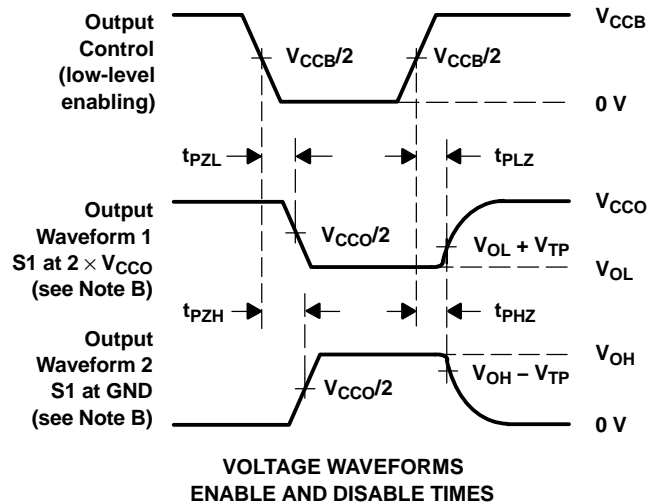 Output
Control
(low-level
enabling)
VCCB/2
VCCB/2
VCCB
0 V
tPZL
tPLZ
Output
Waveform 1
S1 at 2 × VCCO
(see Note B)
VCCO/2
VCCO
VOL + VTP
VOL
tPZH
tPHZ
Output
Waveform 2
S1 at GND
(see Note B)
VCCO/2
VOH
VOH − VTP
0 V
VOLTAGE WAVEFORMS
ENABLE AND DISABLE TIMES